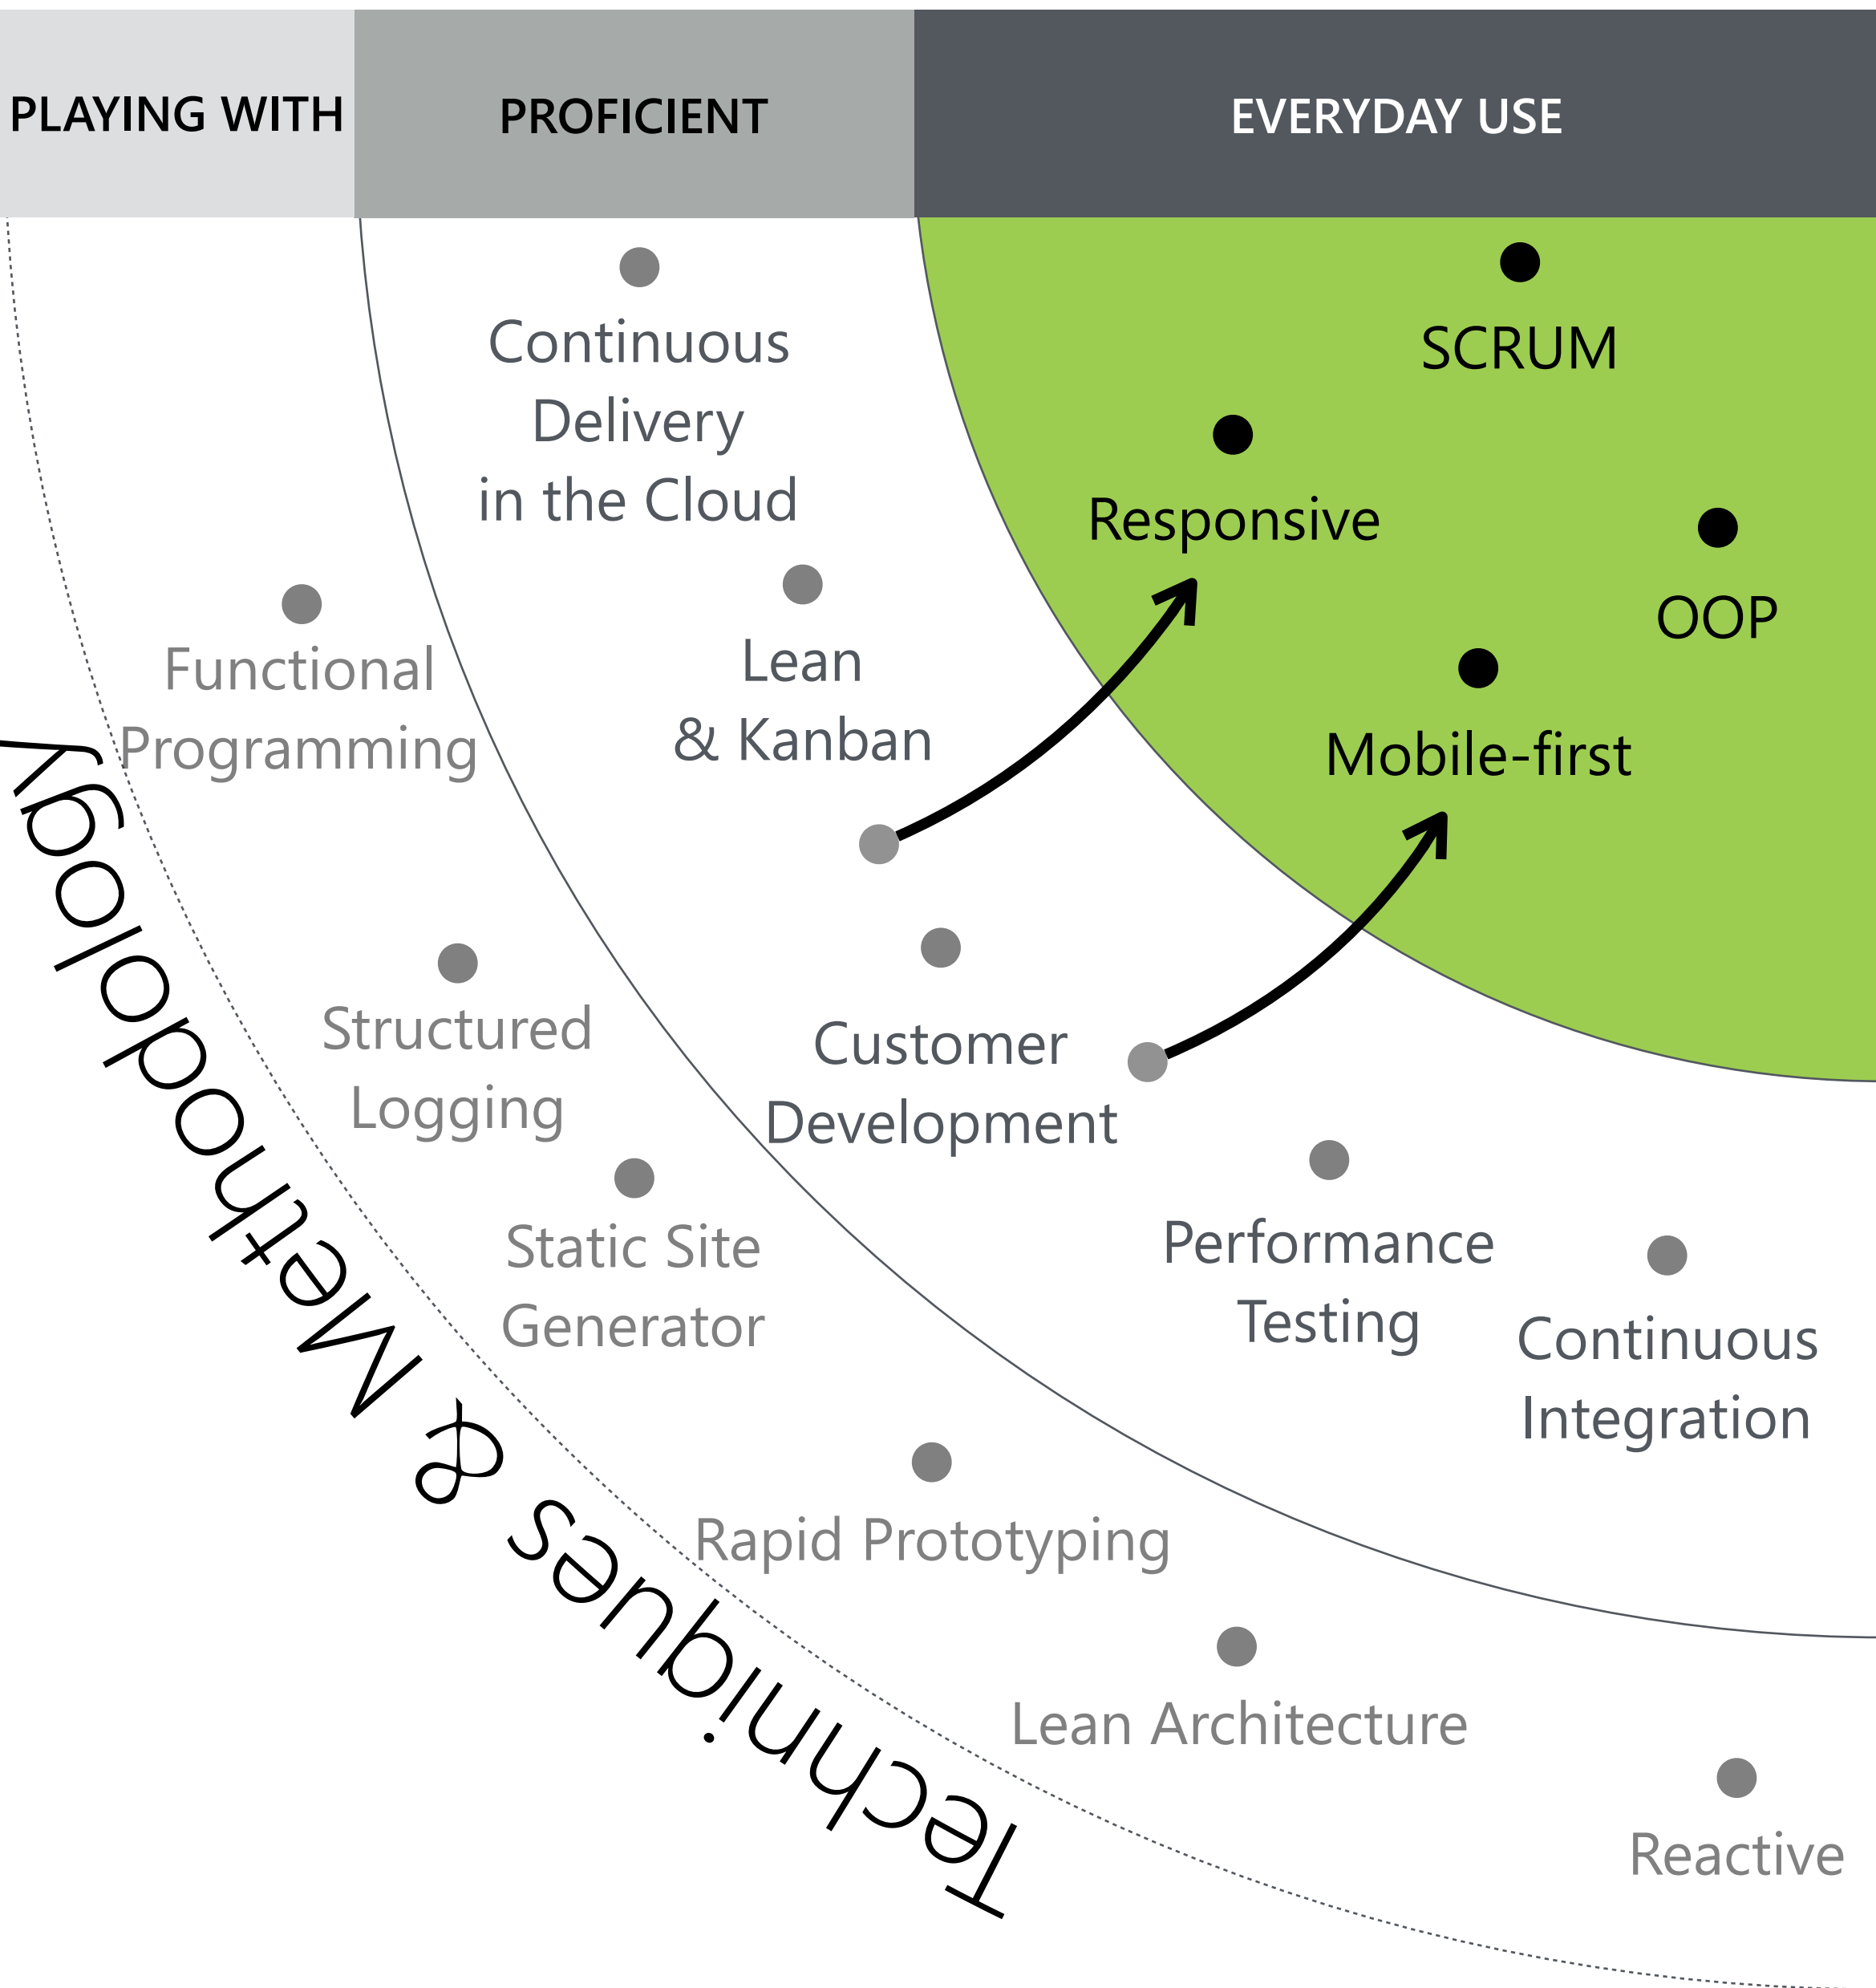 PLAYING WITH
PROFICIENT
EVERYDAY USE
Continuous
Delivery
in the Cloud
SCRUM
Responsive
OOP
Functional
Programming
Lean
& Kanban
Mobile-first
Structured
Logging
Customer
Development
Static Site
Generator
Performance
Testing
Continuous
Integration
Rapid Prototyping
Lean Architecture
Reactive
Techniques & Methodology